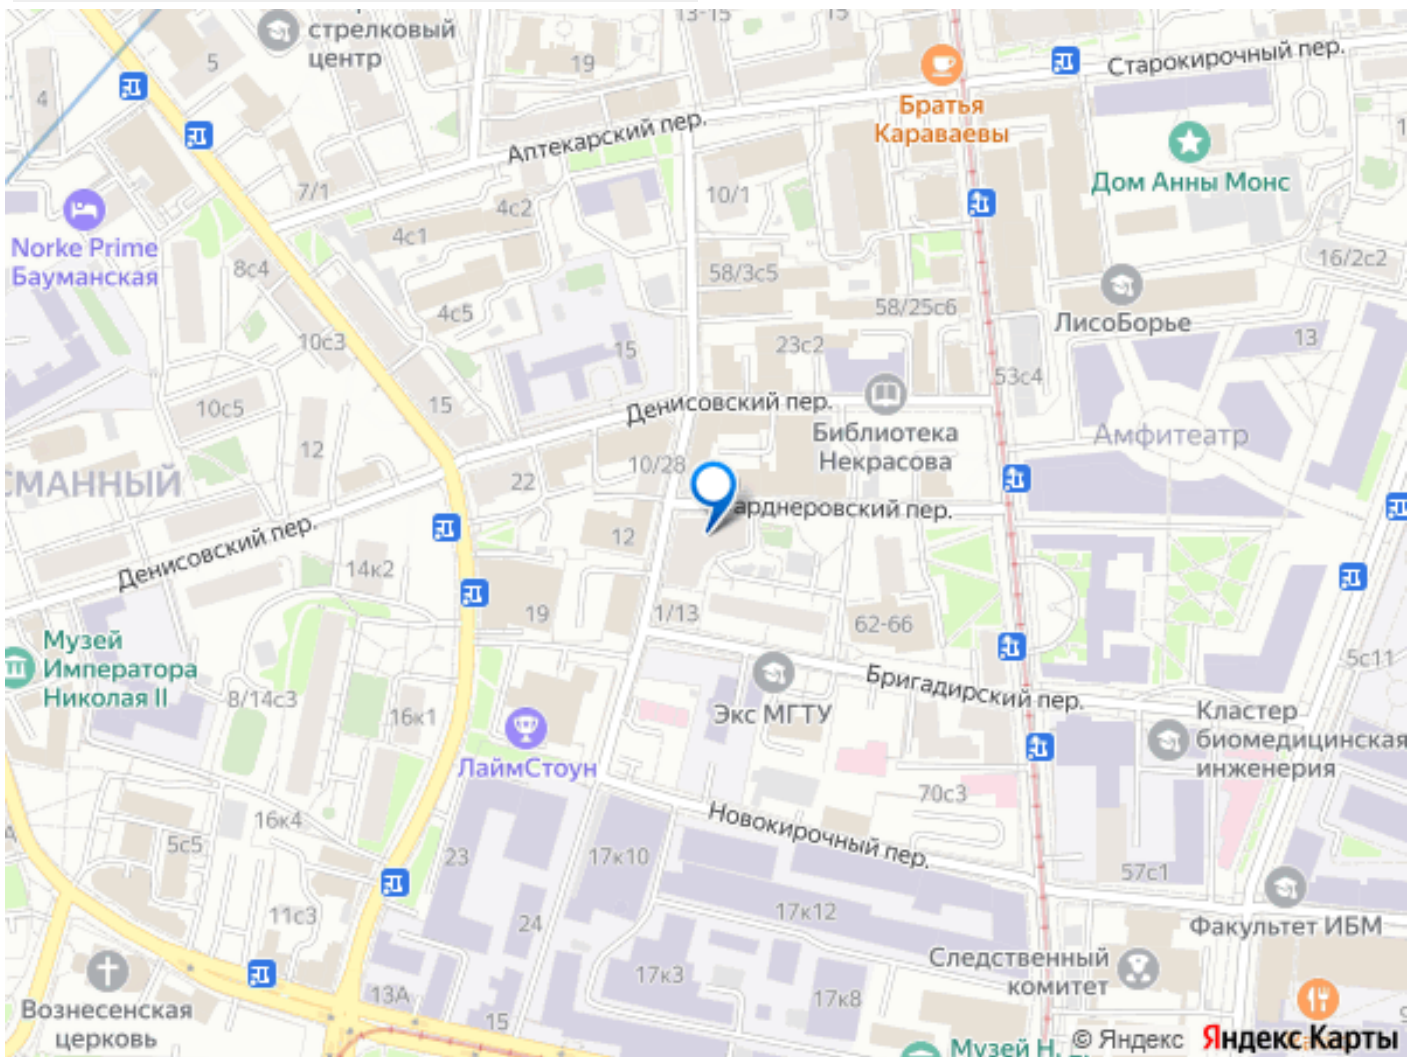 13-15
15
стрелковый
центр
5
19
4
Старокирочный пер.
Братья
Караваевы
Аптекарский пер.
Дом Анны Монс
7/1
10/1
4с2
4с1
Norke Prime
Бауманская
8с4
58/3с5
16/2с2
4с5
58/25с6
ЛисоБорье
10с3
15
23с2
13
53с4
10с5
15
Денисовский пер.
Библиотека
Некрасова
Амфитеатр
12
10/28
СМАННЫЙ
22
арднеровский пер.
Денисовский пер.
12
14к2
19
1/13
62-66
Музей
Императора
Николая II
8/14с3
16к1
5с11
Экс МГТУ
Бригадирский пер.
Кластер
биомедицинская
инженерия
ЛаймСтоун
70с3
16к4
5с5
Новокирочный пер.
23
17к10
57с1
11с3
24
17к12
Факультет ИБМ
Следственный
комитет
17к3
17к8
13А
15
Вознесенская
церковь
Музей Н.
© Яндекс Яндекс Карты